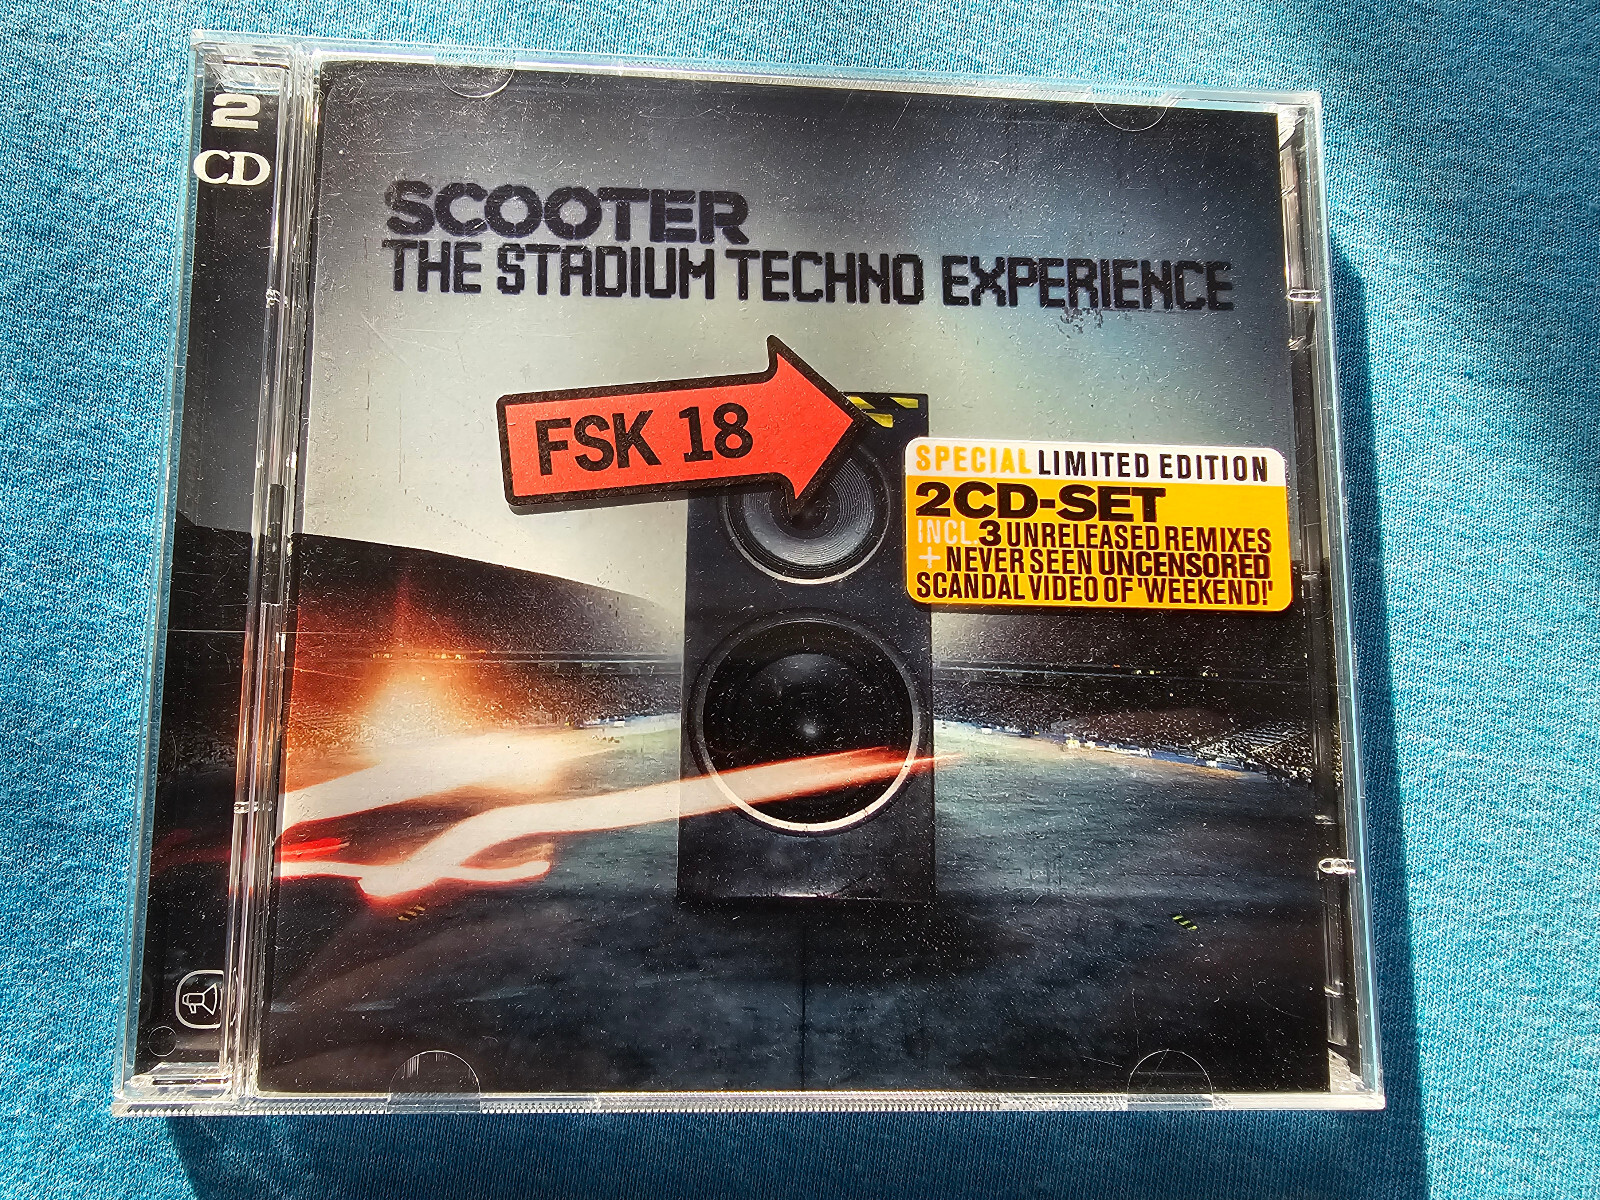 2
CD
SCOOTER
THE STADIUM TECHNO EXPERIENCE
FSK 18
SPECIAL LIMITED EDITION
2CD-SET
INCL. 3 UNRELEASED REMIXES
+ NEVER SEEN UNCENSORED
SCANDAL VIDEO OF 'WEEKEND!'